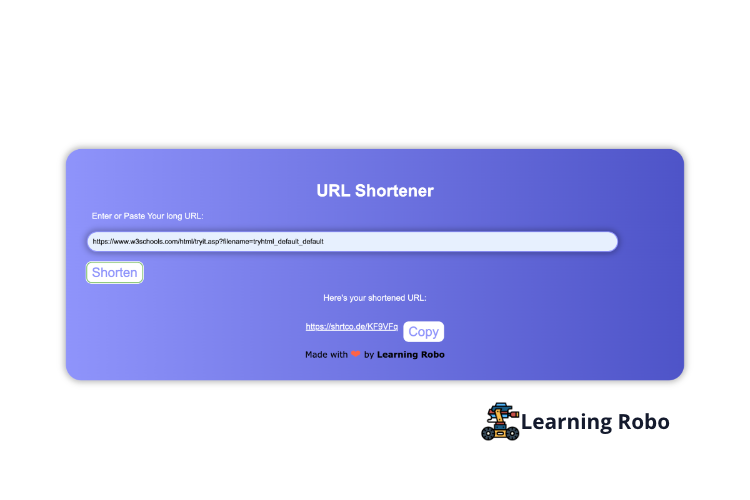 URL Shortener
Enter or Paste Your long URL:
https://www.w3schools.com/html/tryit.asp?filename=tryhtml_default_default
Shorten
Here's your shortened URL:
https://shrtco.de/KF9VFq Copy
Made with ❤ by Learning Robo
Learning Robo